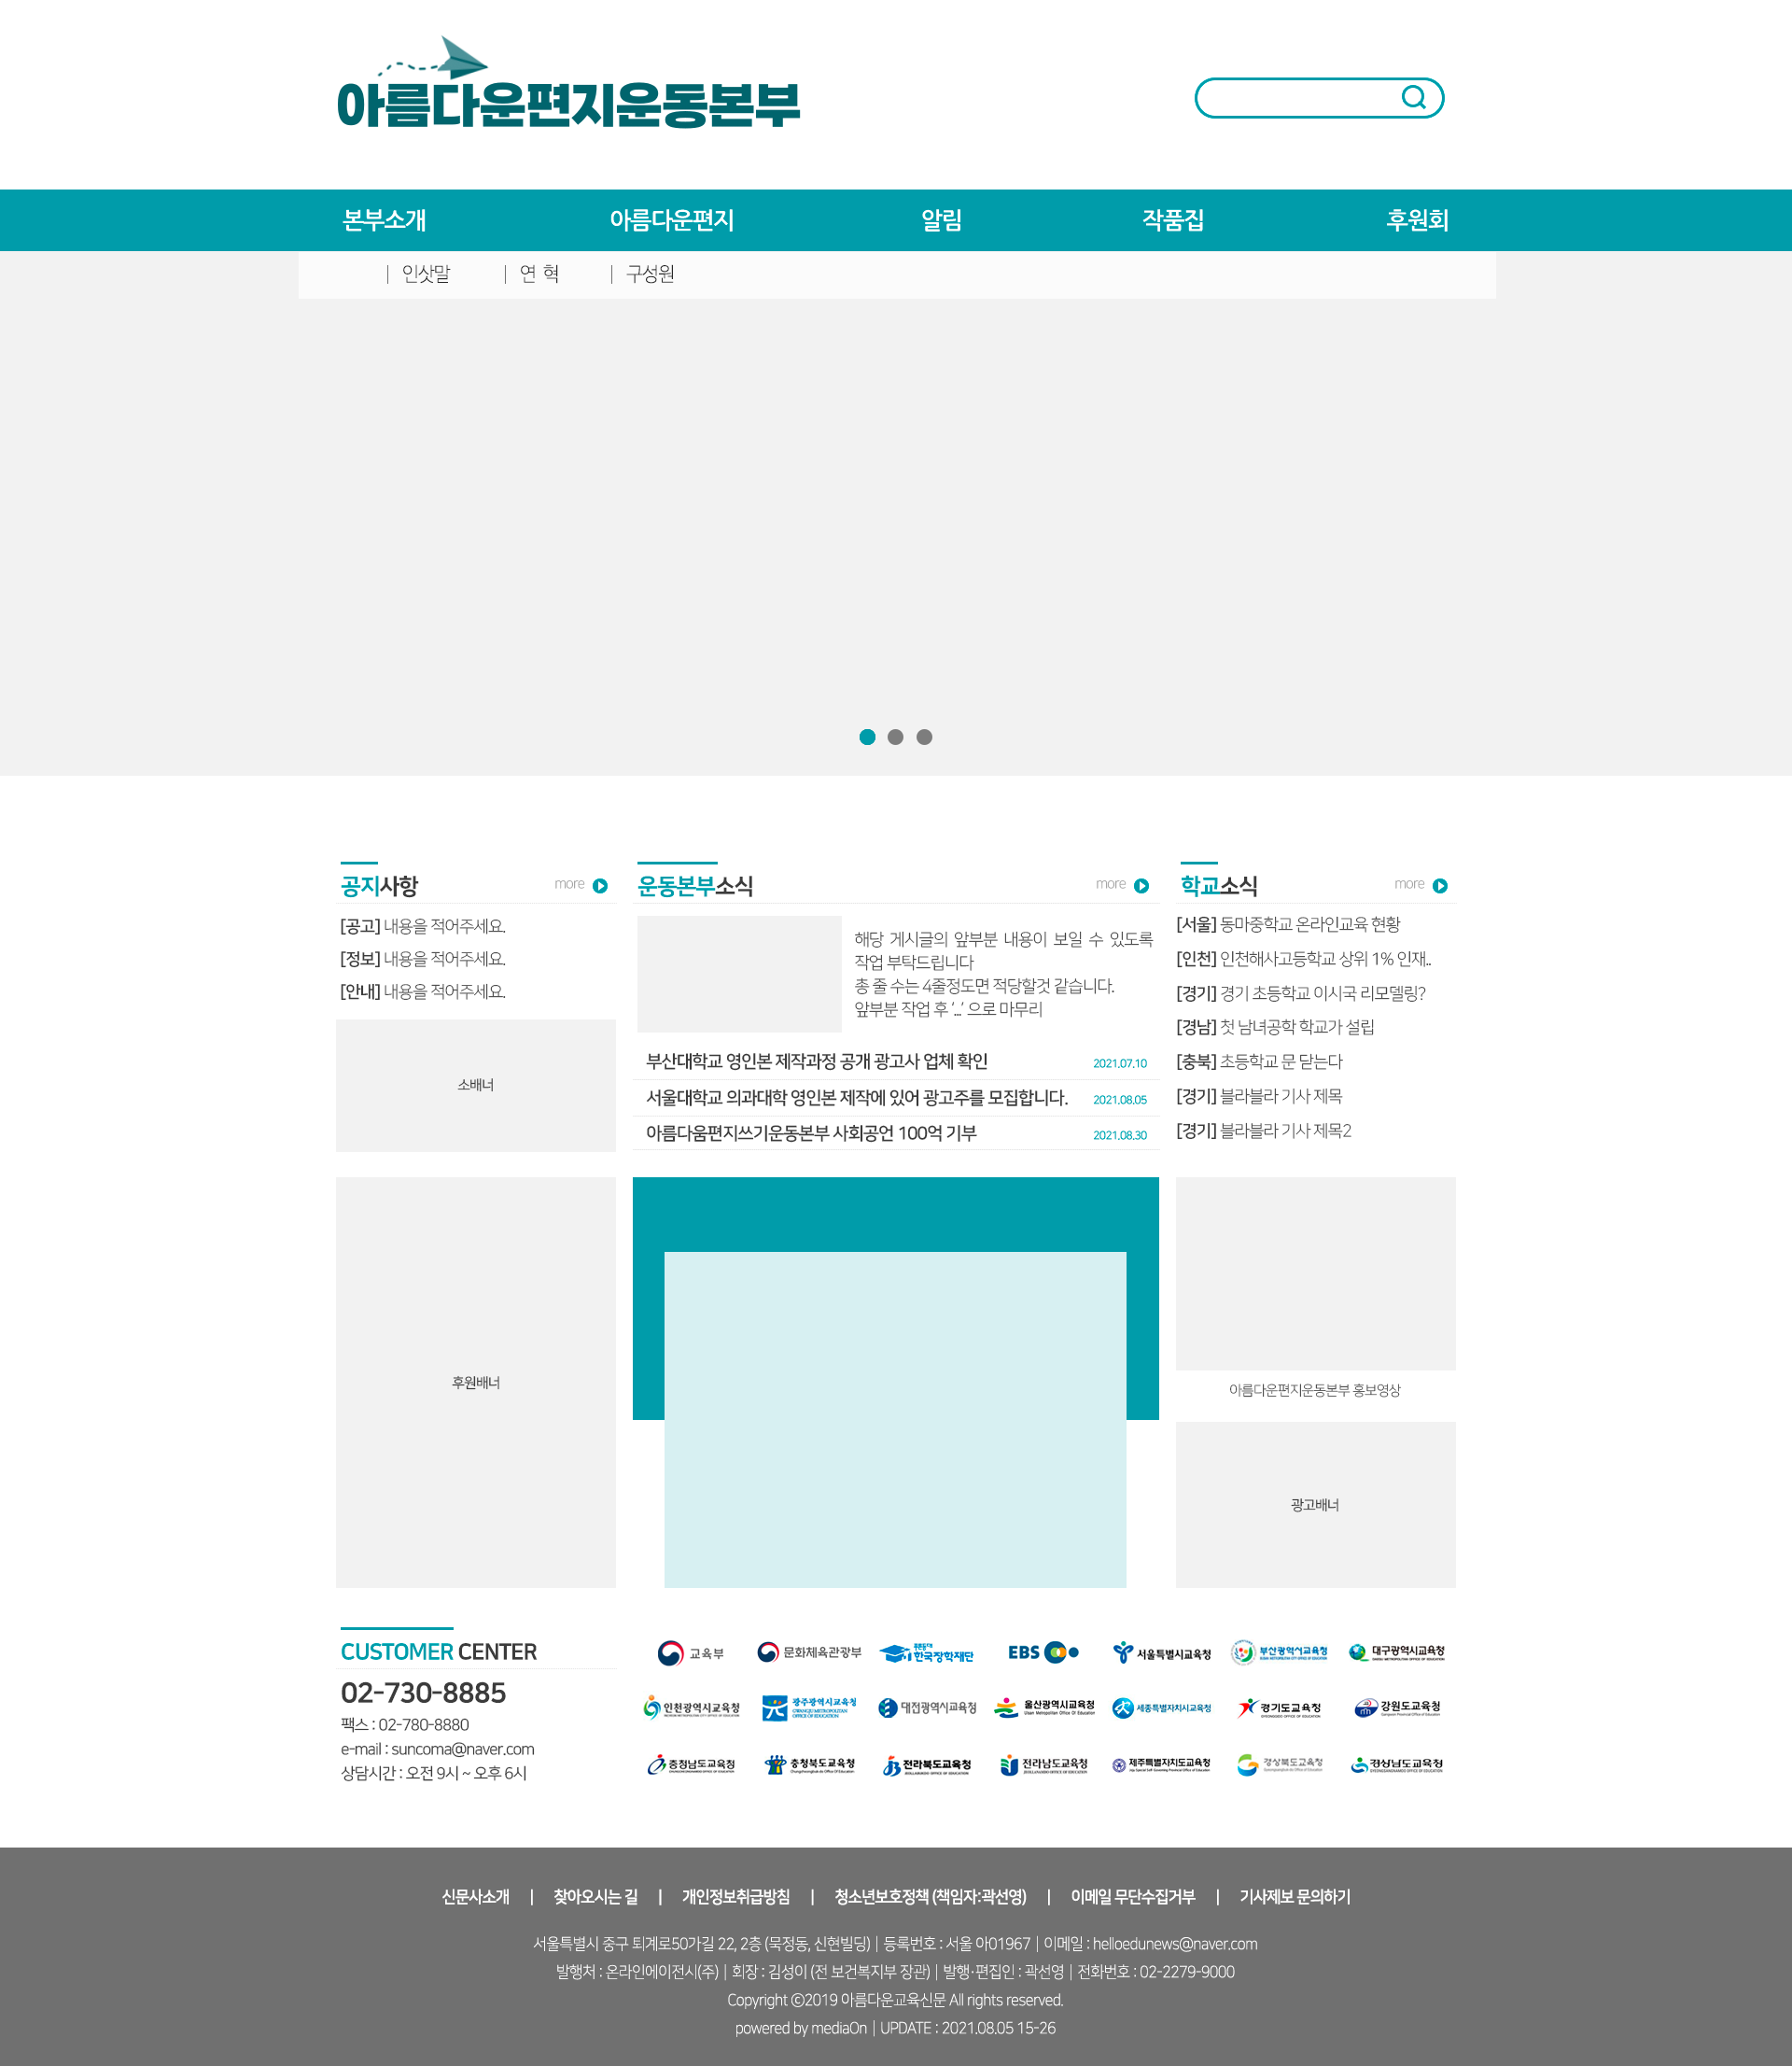 아름다운편지운동본부
본부소개 아름다운편지 알림 작품집 후원회
| 인삿말 | 연 혁 | 구성원
공지사항 more
[공고] 내용을 적어주세요.
[정보] 내용을 적어주세요.
[안내] 내용을 적어주세요.
소배너
운동본부소식 more
해당 게시글의 앞부분 내용이 보일 수 있도록
작업 부탁드립니다
총 줄 수는 4줄정도면 적당할것 같습니다.
앞부분 작업 후 '...' 으로 마무리
부산대학교 영인본 제작과정 공개 광고사 업체 확인 2021.07.10
서울대학교 의과대학 영인본 제작에 있어 광고주를 모집합니다. 2021.08.05
아름다움편지쓰기운동본부 사회공언 100억 기부 2021.08.30
학교소식 more
[서울] 동마중학교 온라인교육 현황
[인천] 인천해사고등학교 상위 1% 인재..
[경기] 경기 초등학교 이시국 리모델링?
[경남] 첫 남녀공학 학교가 설립
[충북] 초등학교 문 닫는다
[경기] 블라블라 기사 제목
[경기] 블라블라 기사 제목2
후원배너
아름다운편지운동본부 홍보영상
광고배너
CUSTOMER CENTER
02-730-8885
팩스 : 02-780-8880
e-mail : suncoma@naver.com
상담시간 : 오전 9시 ~ 오후 6시
교육부 문화체육관광부 한국장학재단 EBS 서울특별시교육청 부산광역시교육청 대구광역시교육청
인천광역시교육청 광주광역시교육청 대전광역시교육청 울산광역시교육청 세종특별자치시교육청 경기도교육청 강원도교육청
충청남도교육청 충청북도교육청 전라북도교육청 전라남도교육청 제주특별자치도교육청 경상북도교육청 경상남도교육청
신문사소개 | 찾아오시는 길 | 개인정보취급방침 | 청소년보호정책 (책임자:곽선영) | 이메일 무단수집거부 | 기사제보 문의하기
서울특별시 중구 퇴계로50가길 22, 2층 (묵정동, 신현빌딩) | 등록번호 : 서울 아01967 | 이메일 : helloedunews@naver.com
발행처 : 온라인에이전시(주) | 회장 : 김성이 (전 보건복지부 장관) | 발행·편집인 : 곽선영 | 전화번호 : 02-2279-9000
Copyright ⓒ2019 아름다운교육신문 All rights reserved.
powered by mediaOn | UPDATE : 2021.08.05 15-26